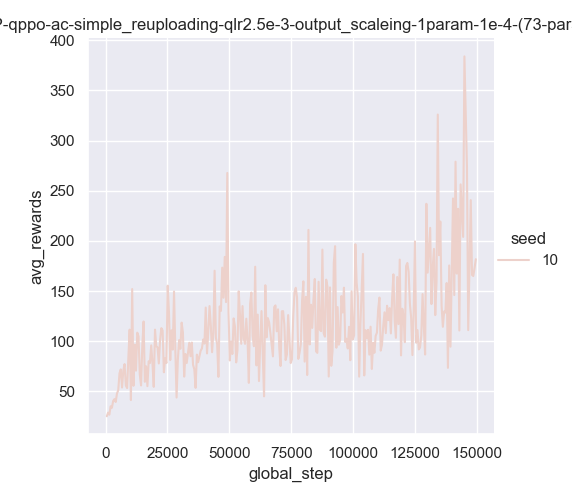 P-qppo-ac-simple_reuploading-qlr2.5e-3-output_scaleing-1param-1e-4-(73-par
400
350
300
250
200
150
100
50
avg_rewards
0 25000 50000 75000 100000 125000 150000
global_step
seed
10